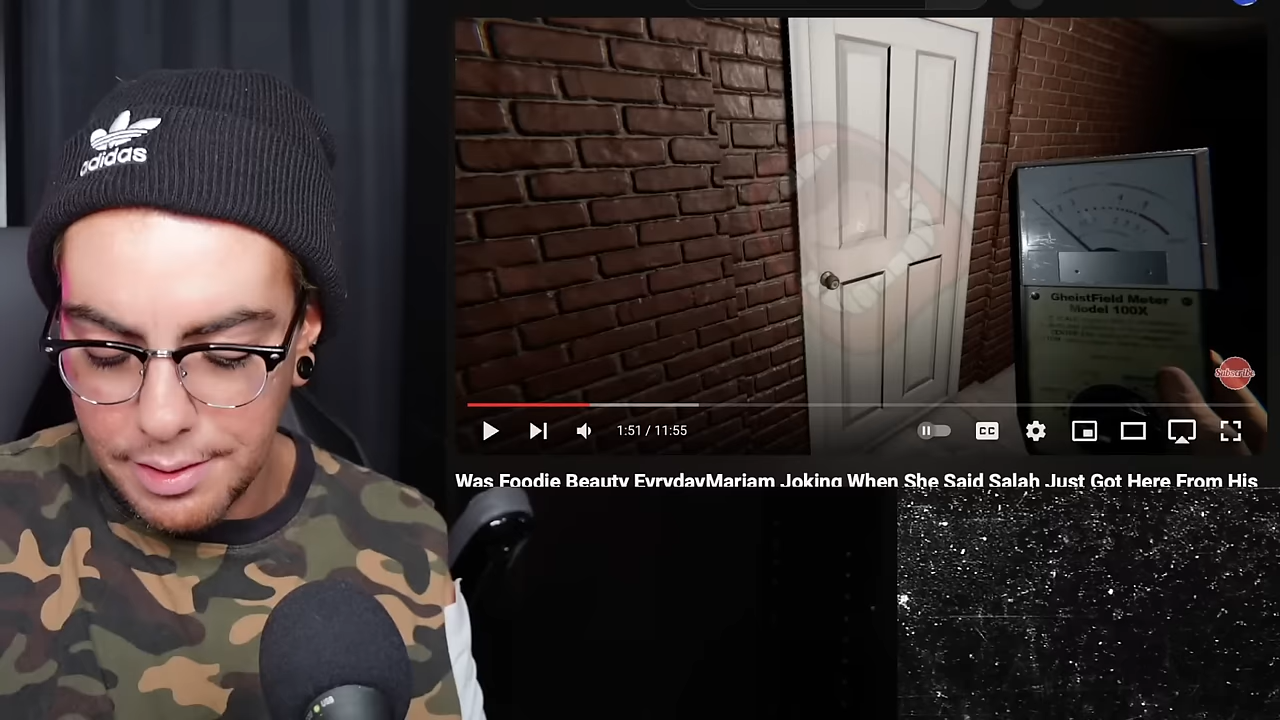 adidas
GheistField Meter
Model 100X
Subscribe
1:51 / 11:55
CC
Was Foodie Beauty EvrydayMariam Joking When She Said Salah Just Got Here From His